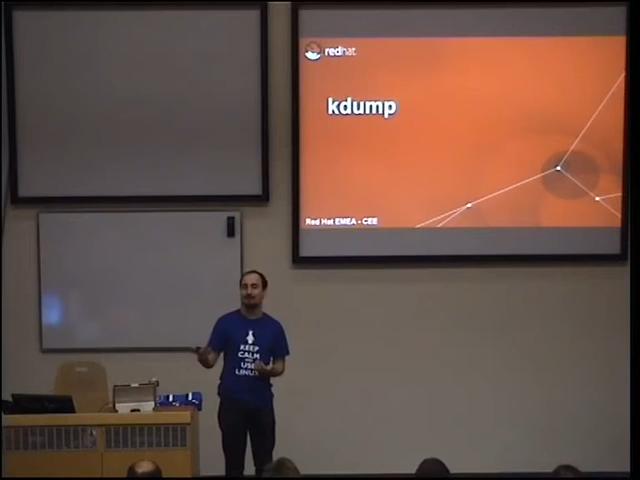 redhat
kdump
Red Hat EMEA - CEE
KEEP
CALM
AND
USE
LINUX